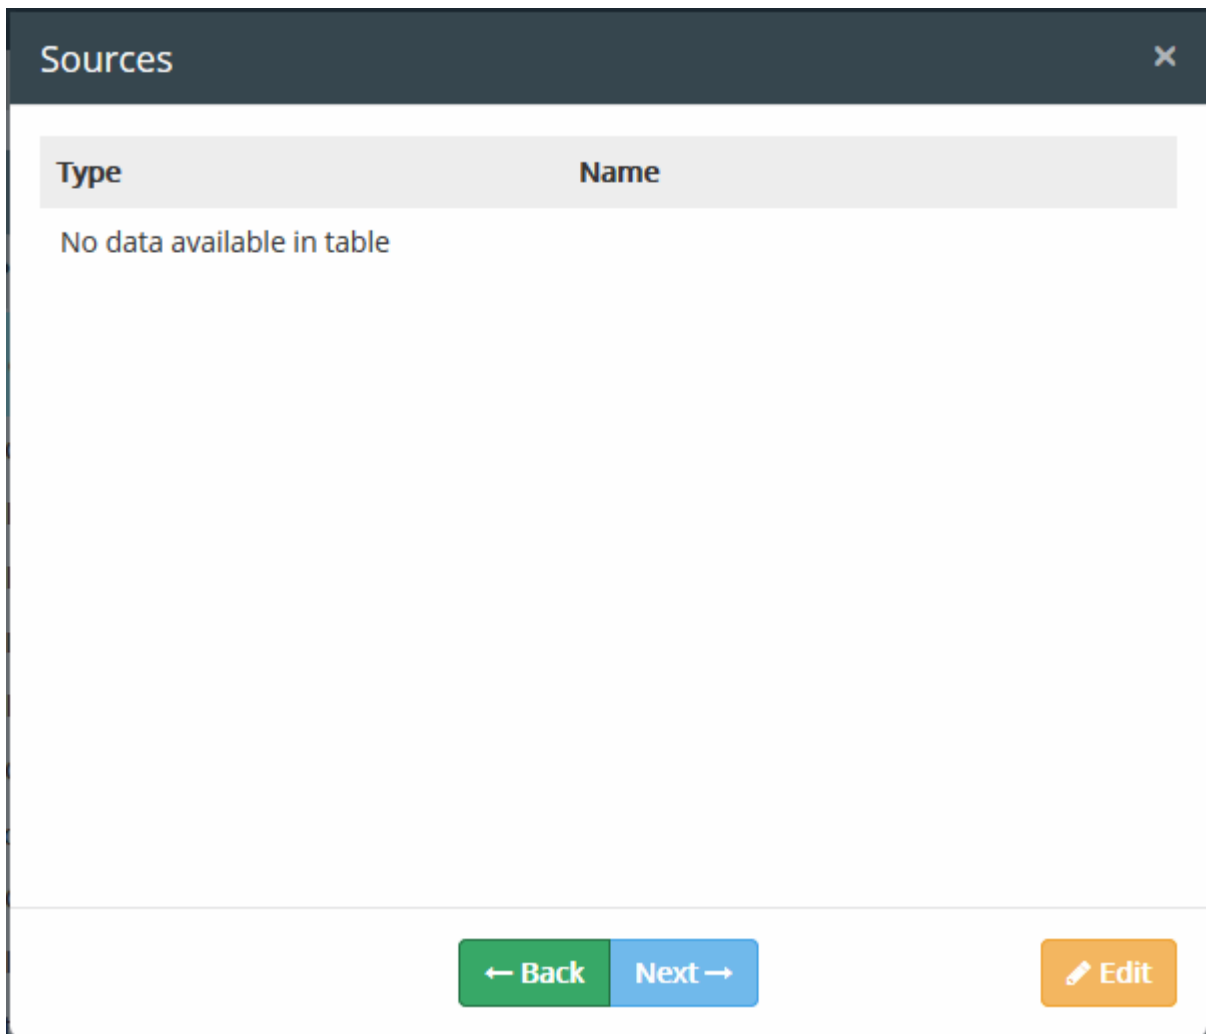 Sources ×
Type Name
No data available in table
← Back Next → Edit